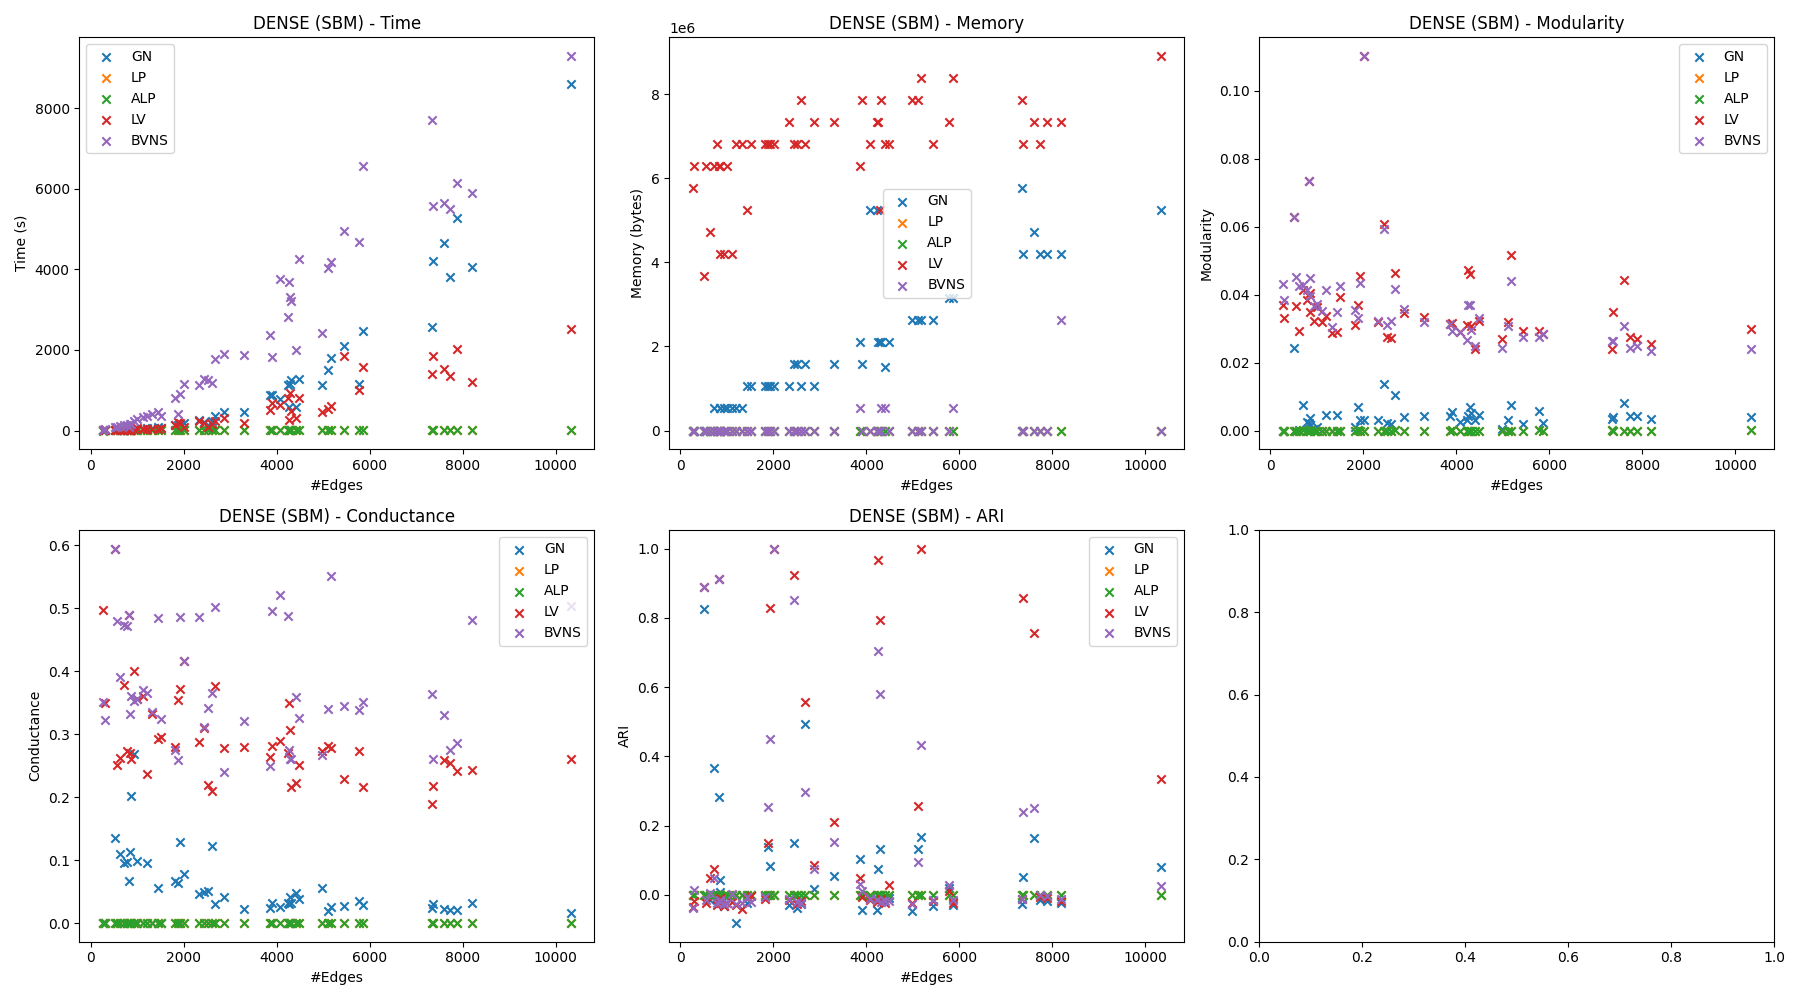 DENSE (SBM) - Time
GN
LP
ALP
LV
BVNS
Time (s)
8000
6000
4000
2000
0
0 2000 4000 6000 8000 10000
#Edges
DENSE (SBM) - Memory
1e6
GN
LP
ALP
LV
BVNS
Memory (bytes)
8
6
4
2
0
0 2000 4000 6000 8000 10000
#Edges
DENSE (SBM) - Modularity
GN
LP
ALP
LV
BVNS
Modularity
0.10
0.08
0.06
0.04
0.02
0.00
0 2000 4000 6000 8000 10000
#Edges
DENSE (SBM) - Conductance
GN
LP
ALP
LV
BVNS
Conductance
0.6
0.5
0.4
0.3
0.2
0.1
0.0
0 2000 4000 6000 8000 10000
#Edges
DENSE (SBM) - ARI
GN
LP
ALP
LV
BVNS
ARI
1.0
0.8
0.6
0.4
0.2
0.0
0 2000 4000 6000 8000 10000
#Edges
1.0
0.8
0.6
0.4
0.2
0.0
0.0 0.2 0.4 0.6 0.8 1.0